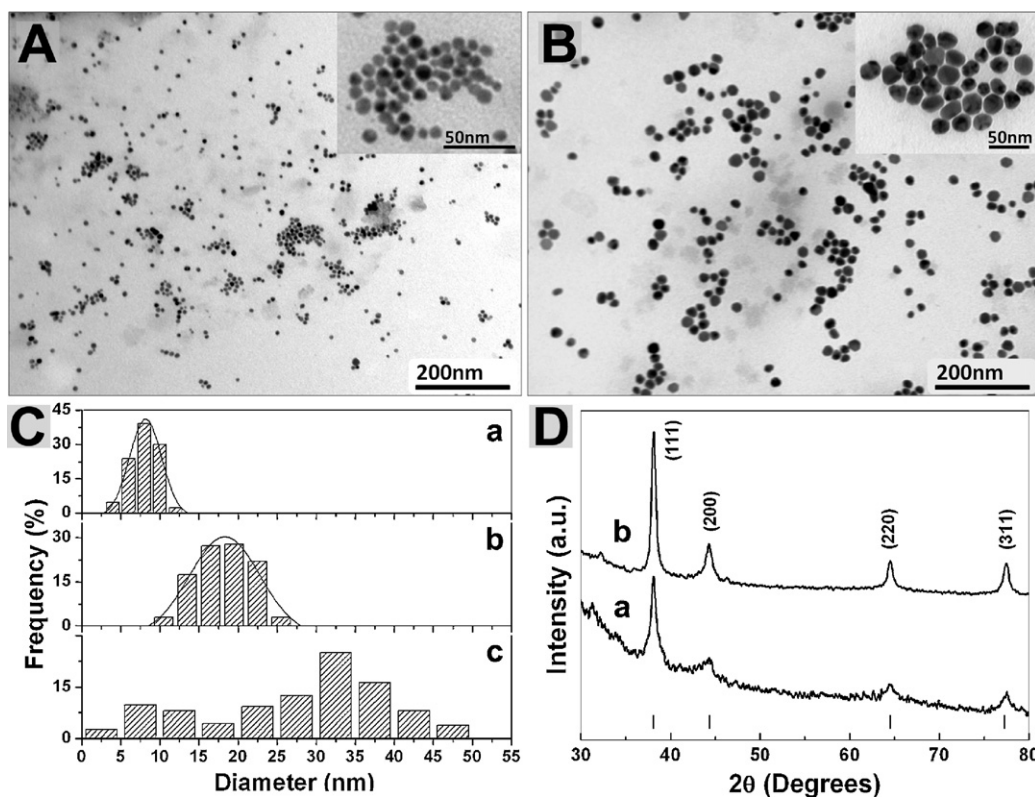 A
50nm
200nm
B
50nm
200nm
C
Frequency (%)
45
30
15
0
a
30
15
0
b
15
0
c
0 5 10 15 20 25 30 35 40 45 50 55
Diameter (nm)
D
Intensity (a.u.)
(111)
(200)
(220)
(311)
b
a
30 40 50 60 70 80
2θ (Degrees)